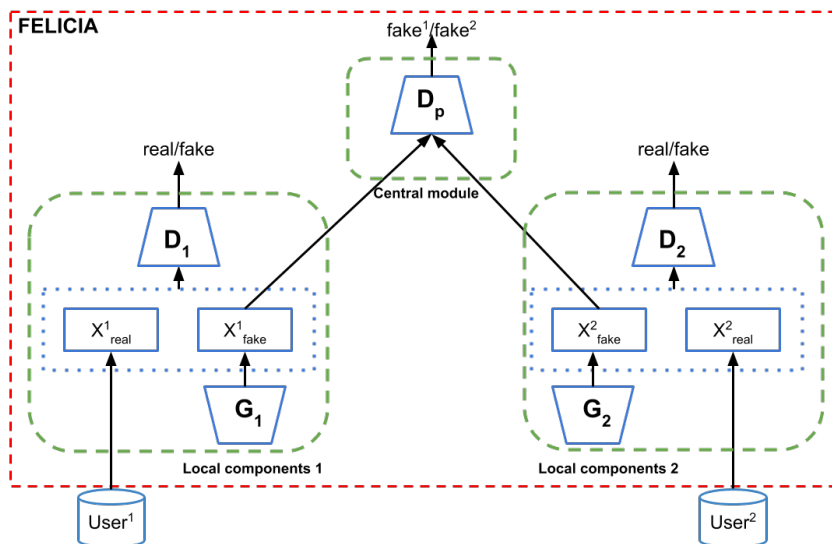 FELICIA
fake¹/fake²
Dₚ
Central module
real/fake
real/fake
D₁
D₂
X¹real
X¹fake
X²fake
X²real
G₁
G₂
Local components 1
Local components 2
User¹
User²